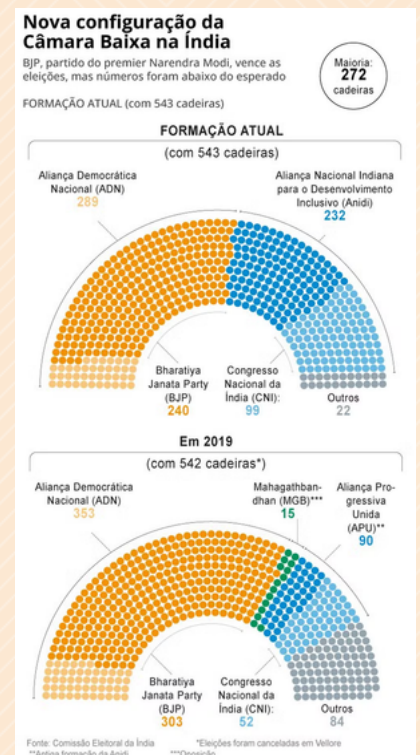 Nova configuração da
Câmara Baixa na Índia
BJP, partido do premier Narendra Modi, vence as
eleições, mas números foram abaixo do esperado
Maioria:
272
cadeiras
FORMAÇÃO ATUAL (com 543 cadeiras)
FORMAÇÃO ATUAL
(com 543 cadeiras)
Aliança Democrática
Nacional (ADN)
289
Aliança Nacional Indiana
para o Desenvolvimento
Inclusivo (Anidi)
232
Bharatiya
Janata Party
(BJP)
240
Congresso
Nacional da
Índia (CNI):
99
Outros
22
Em 2019
(com 542 cadeiras*)
Aliança Democrática
Nacional (ADN)
353
Mahagathban-
dhan (MGB)***
15
Aliança Pro-
gressiva
Unida
(APU)**
90
Bharatiya
Janata Party
(BJP)
303
Congresso
Nacional da
Índia (CNI):
52
Outros
84
Fonte: Comissão Eleitoral da Índia
*Eleições foram canceladas em Vellore
**Antiga formação da Anidi
***Oposição